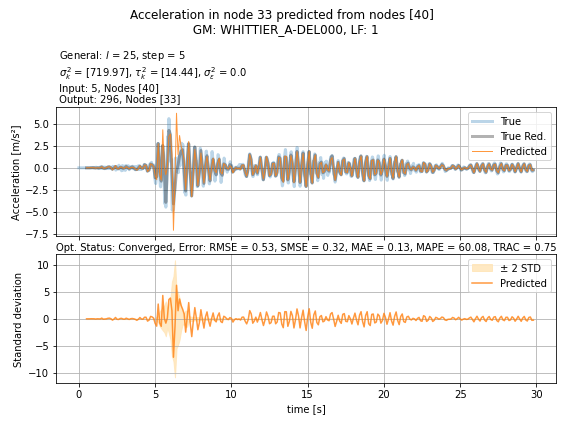 Acceleration in node 33 predicted from nodes [40]
GM: WHITTIER_A-DEL000, LF: 1
General: l = 25, step = 5
σ²ₖ = [719.97], τ²ₖ = [14.44], σ²ε = 0.0
Input: 5, Nodes [40]
Output: 296, Nodes [33]
Acceleration [m/s²]
5.0
2.5
0.0
−2.5
−5.0
−7.5
True
True Red.
Predicted
Opt. Status: Converged, Error: RMSE = 0.53, SMSE = 0.32, MAE = 0.13, MAPE = 60.08, TRAC = 0.75
Standard deviation
10
5
0
−5
−10
± 2 STD
Predicted
0 5 10 15 20 25 30
time [s]